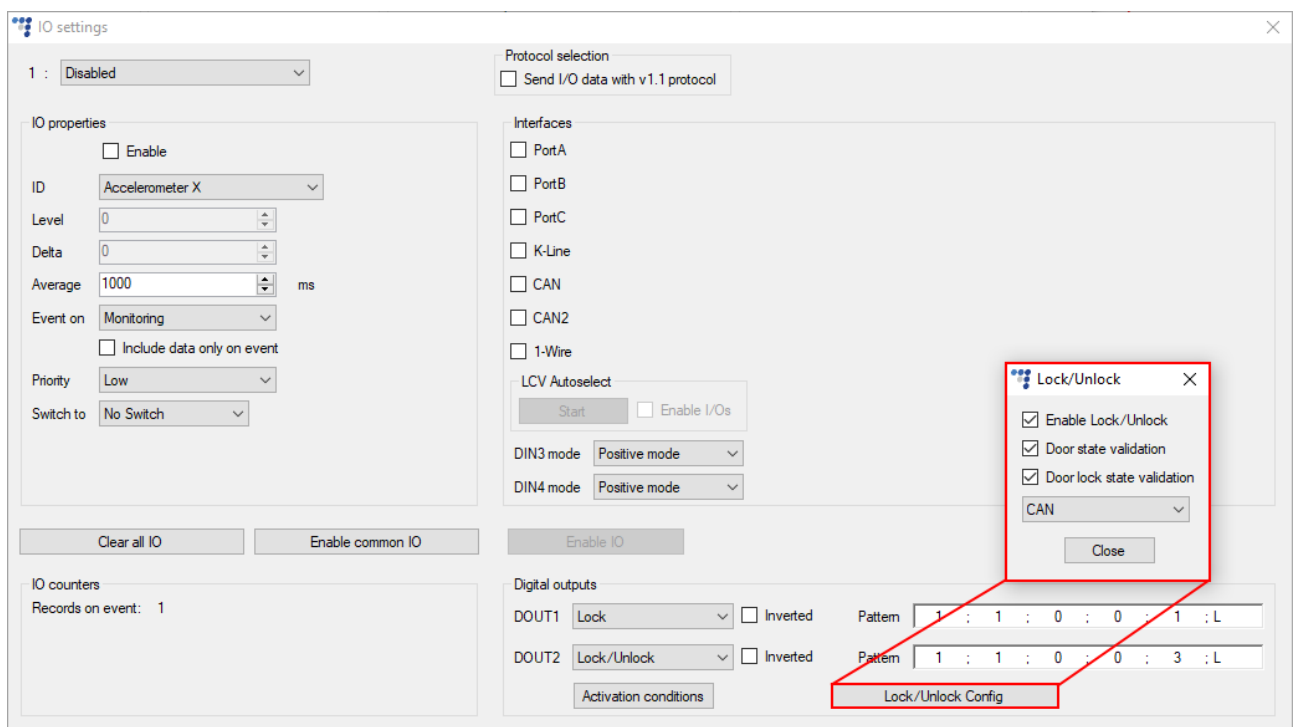 IO settings
1 : Disabled
Protocol selection
Send I/O data with v1.1 protocol
IO properties
Enable
ID Accelerometer X
Level 0
Delta 0
Average 1000 ms
Event on Monitoring
Include data only on event
Priority Low
Switch to No Switch
Interfaces
PortA
PortB
PortC
K-Line
CAN
CAN2
1-Wire
LCV Autoselect
Start Enable I/Os
DIN3 mode Positive mode
DIN4 mode Positive mode
Lock/Unlock
Enable Lock/Unlock
Door state validation
Door lock state validation
CAN
Close
Clear all IO Enable common IO Enable IO
IO counters
Records on event: 1
Digital outputs
DOUT1 Lock Inverted Pattern 1 : 1 : 0 : 0 : 1 : L
DOUT2 Lock/Unlock Inverted Pattern 1 : 1 : 0 : 0 : 3 : L
Activation conditions Lock/Unlock Config